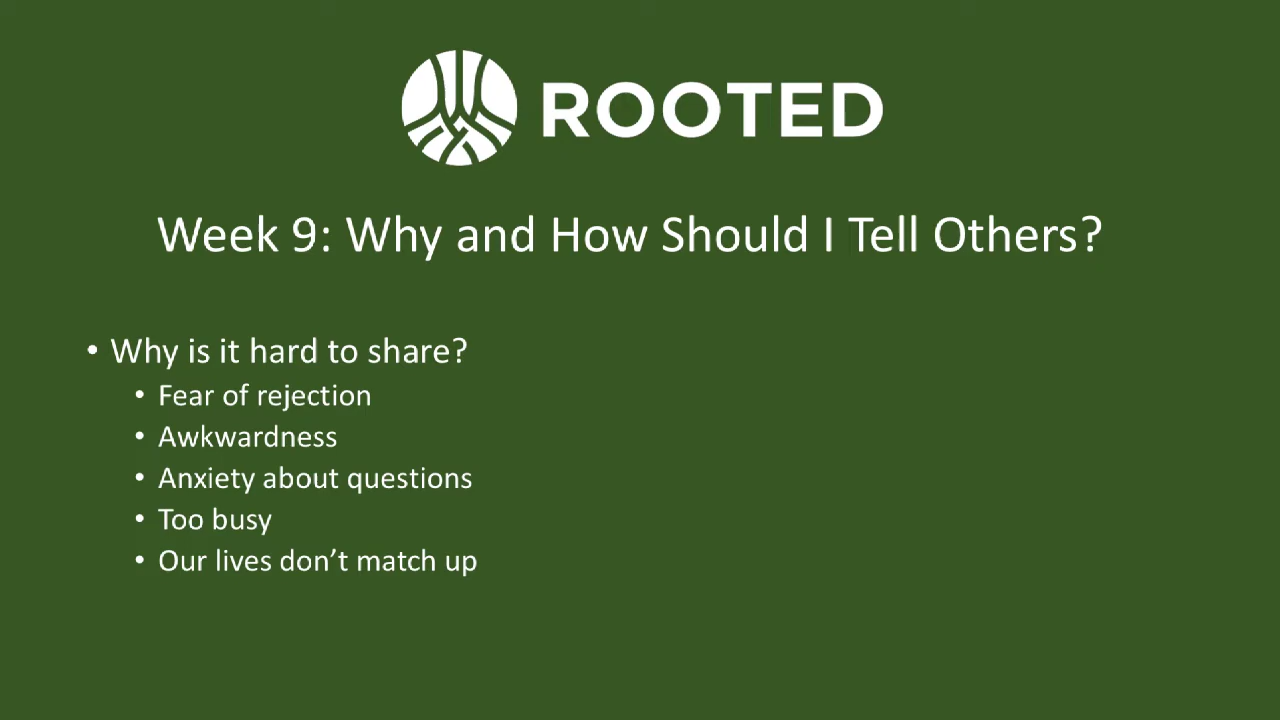 ROOTED
Week 9: Why and How Should I Tell Others?
• Why is it hard to share?
• Fear of rejection
• Awkwardness
• Anxiety about questions
• Too busy
• Our lives don’t match up